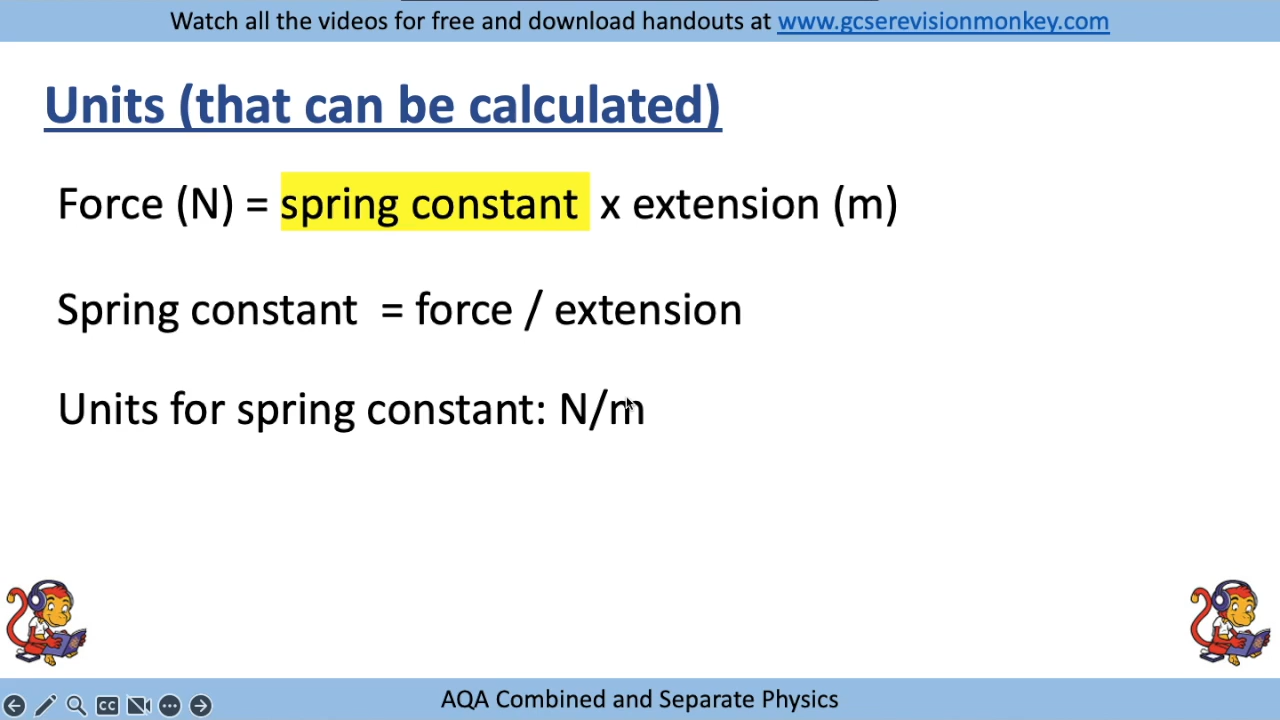 Watch all the videos for free and download handouts at www.gcserevisionmonkey.com
Units (that can be calculated)
Force (N) = spring constant x extension (m)
Spring constant = force / extension
Units for spring constant: N/m
CC
AQA Combined and Separate Physics